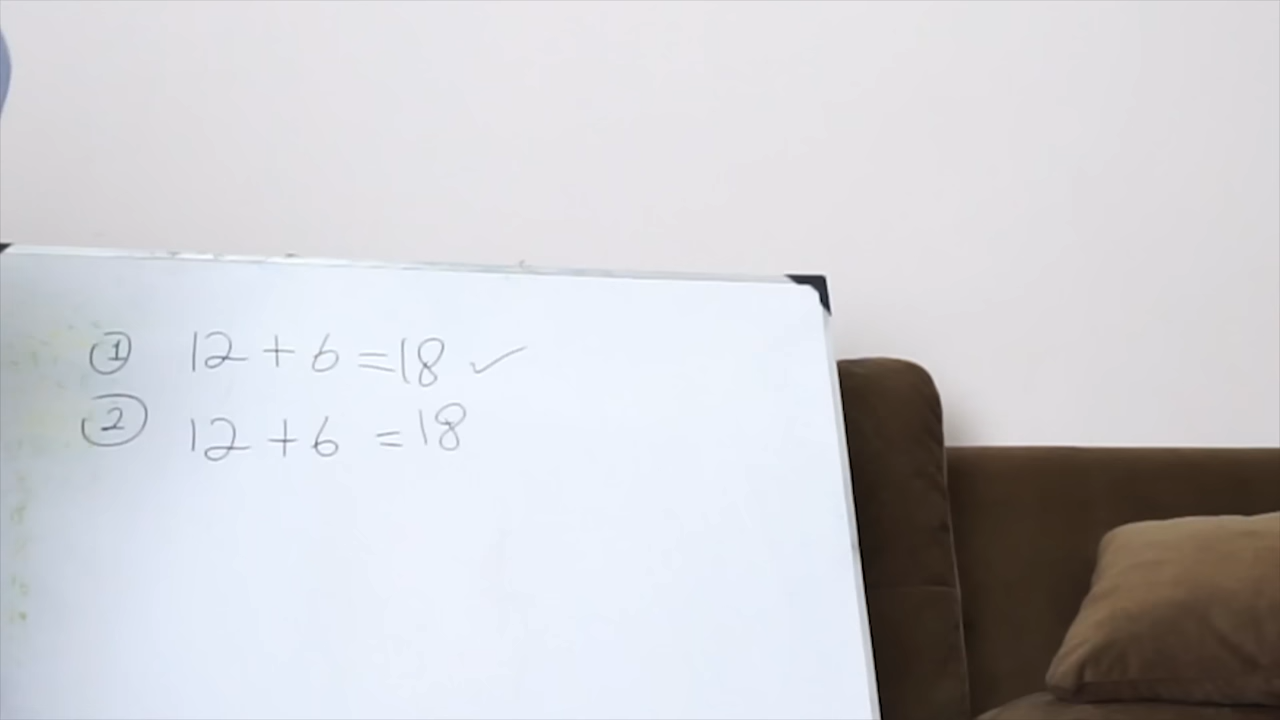 ① 12 + 6 = 18 ✓
② 12 + 6 = 18